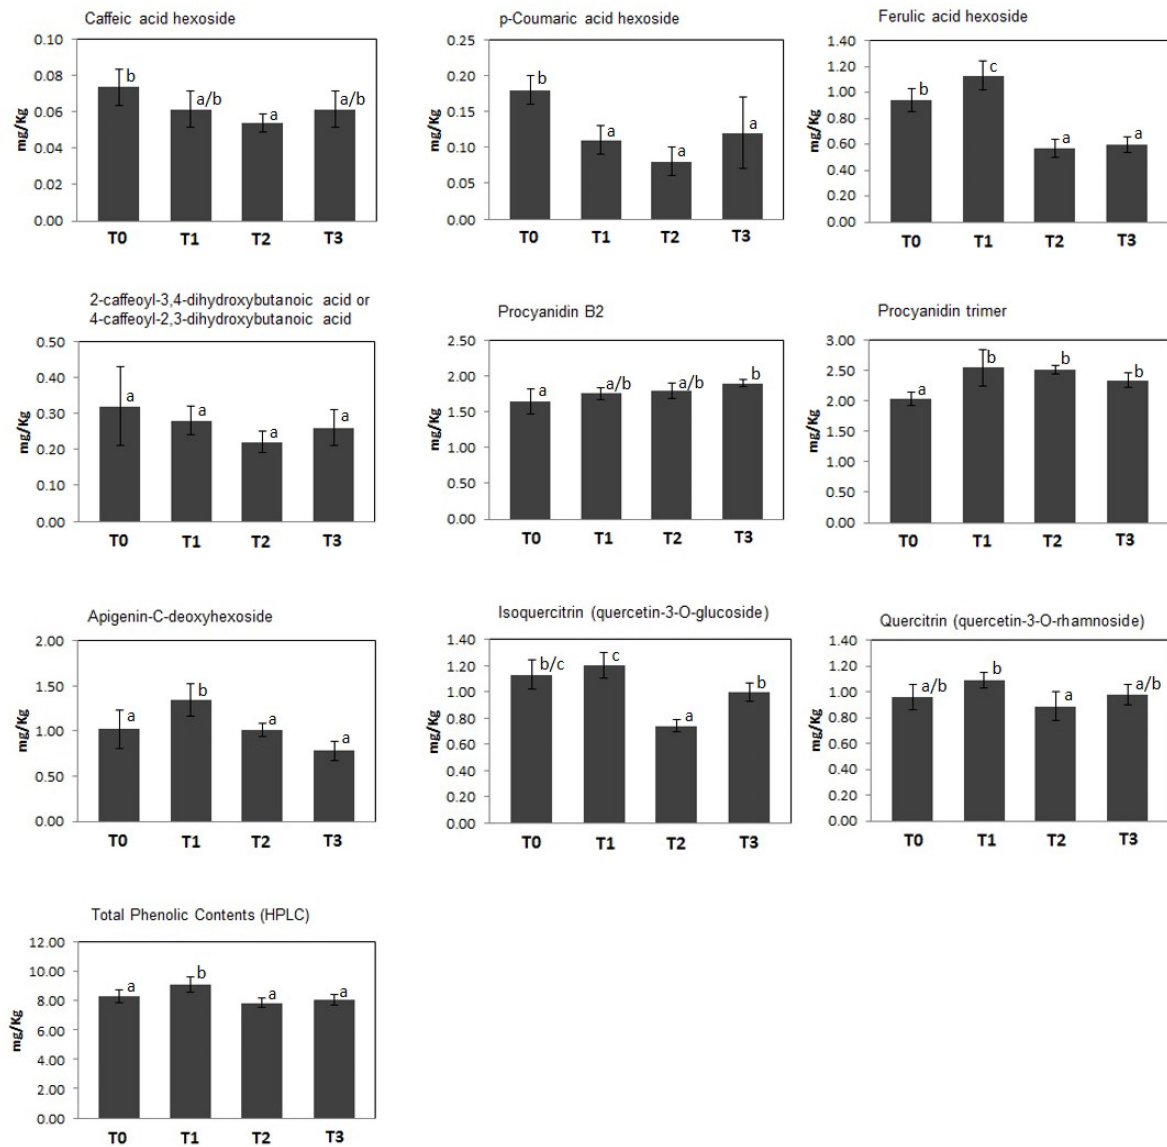 Caffeic acid hexoside
0.10
0.08
0.06
0.04
0.02
0.00
mg/Kg
b
a/b
a
a/b
T0 T1 T2 T3
p-Coumaric acid hexoside
0.25
0.20
0.15
0.10
0.05
0.00
mg/Kg
b
a
a
a
T0 T1 T2 T3
Ferulic acid hexoside
1.40
1.20
1.00
0.80
0.60
0.40
0.20
0.00
mg/Kg
b
c
a
a
T0 T1 T2 T3
2-caffeoyl-3,4-dihydroxybutanoic acid or
4-caffeoyl-2,3-dihydroxybutanoic acid
0.50
0.40
0.30
0.20
0.10
0.00
mg/Kg
a
a
a
a
T0 T1 T2 T3
Procyanidin B2
2.50
2.00
1.50
1.00
0.50
0.00
mg/Kg
a
a/b
a/b
b
T0 T1 T2 T3
Procyanidin trimer
3.00
2.50
2.00
1.50
1.00
0.50
0.00
mg/Kg
a
b
b
b
T0 T1 T2 T3
Apigenin-C-deoxyhexoside
2.00
1.50
1.00
0.50
0.00
mg/Kg
a
b
a
a
T0 T1 T2 T3
Isoquercitrin (quercetin-3-O-glucoside)
1.40
1.20
1.00
0.80
0.60
0.40
0.20
0.00
mg/Kg
b/c
c
a
b
T0 T1 T2 T3
Quercitrin (quercetin-3-O-rhamnoside)
1.40
1.20
1.00
0.80
0.60
0.40
0.20
0.00
mg/Kg
a/b
b
a
a/b
T0 T1 T2 T3
Total Phenolic Contents (HPLC)
12.00
10.00
8.00
6.00
4.00
2.00
0.00
mg/Kg
a
b
a
a
T0 T1 T2 T3